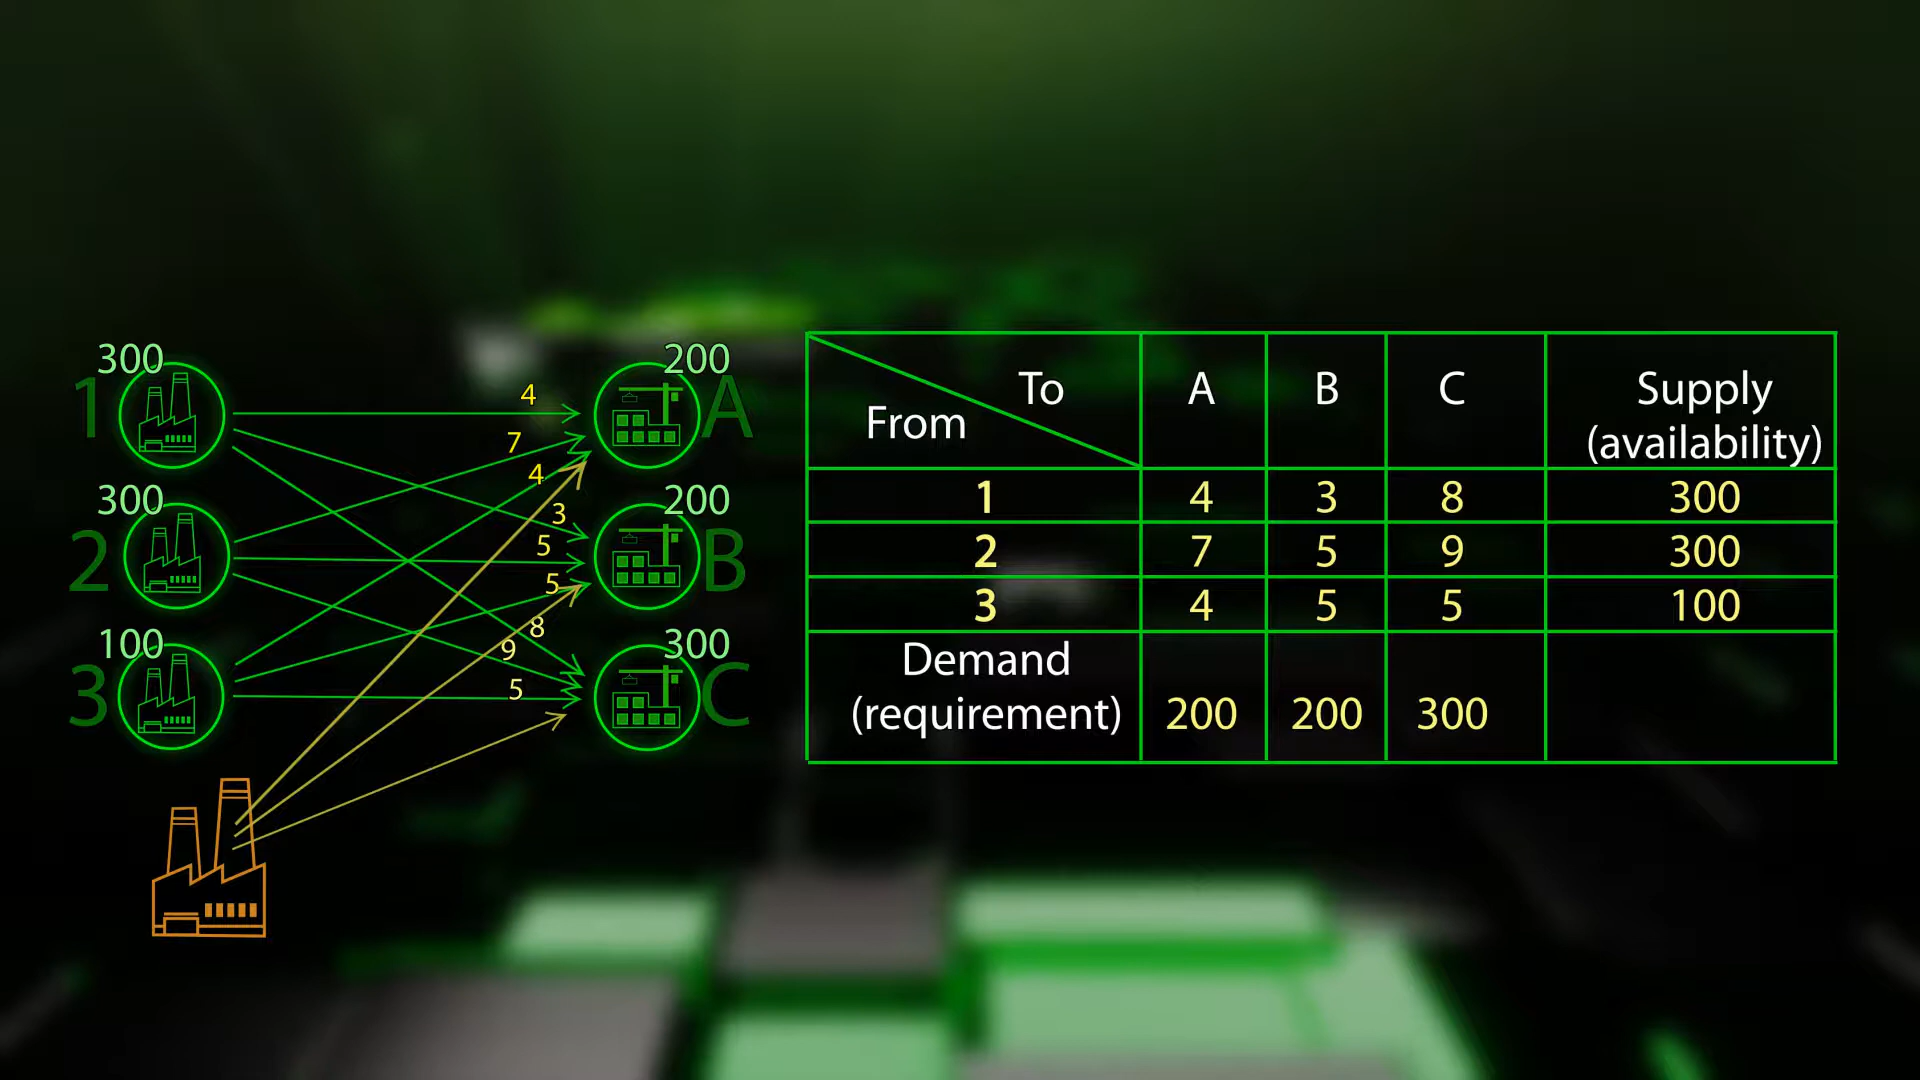 300
200
1
4
A
7
4
300
200
2
3
B
5
5
100
8
300
3
9
C
5
To
From
A B C Supply
(availability)
1 4 3 8 300
2 7 5 9 300
3 4 5 5 100
Demand
(requirement) 200 200 300